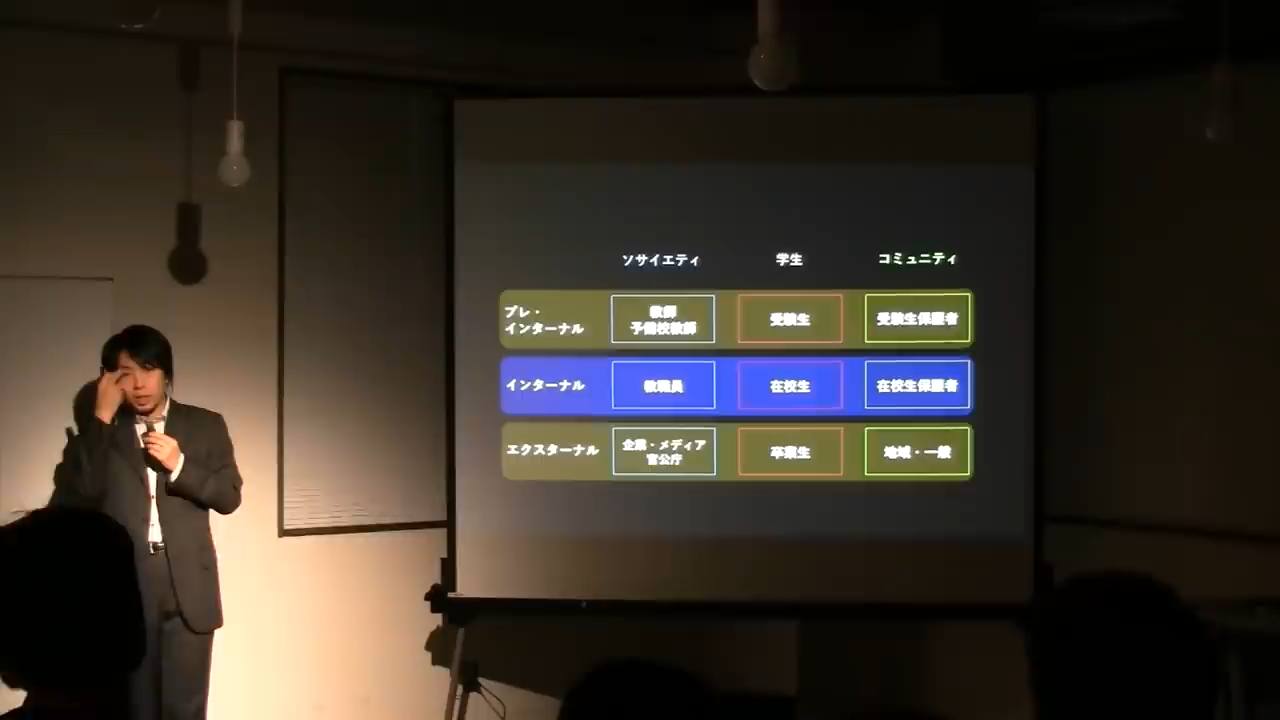 ソサイエティ 学生 コミュニティ
プレ・
インターナル
教師
予備校教師
受験生
受験生保護者
インターナル
教職員
在校生
在校生保護者
エクスターナル
企業・メディア
官公庁
卒業生
地域・一般